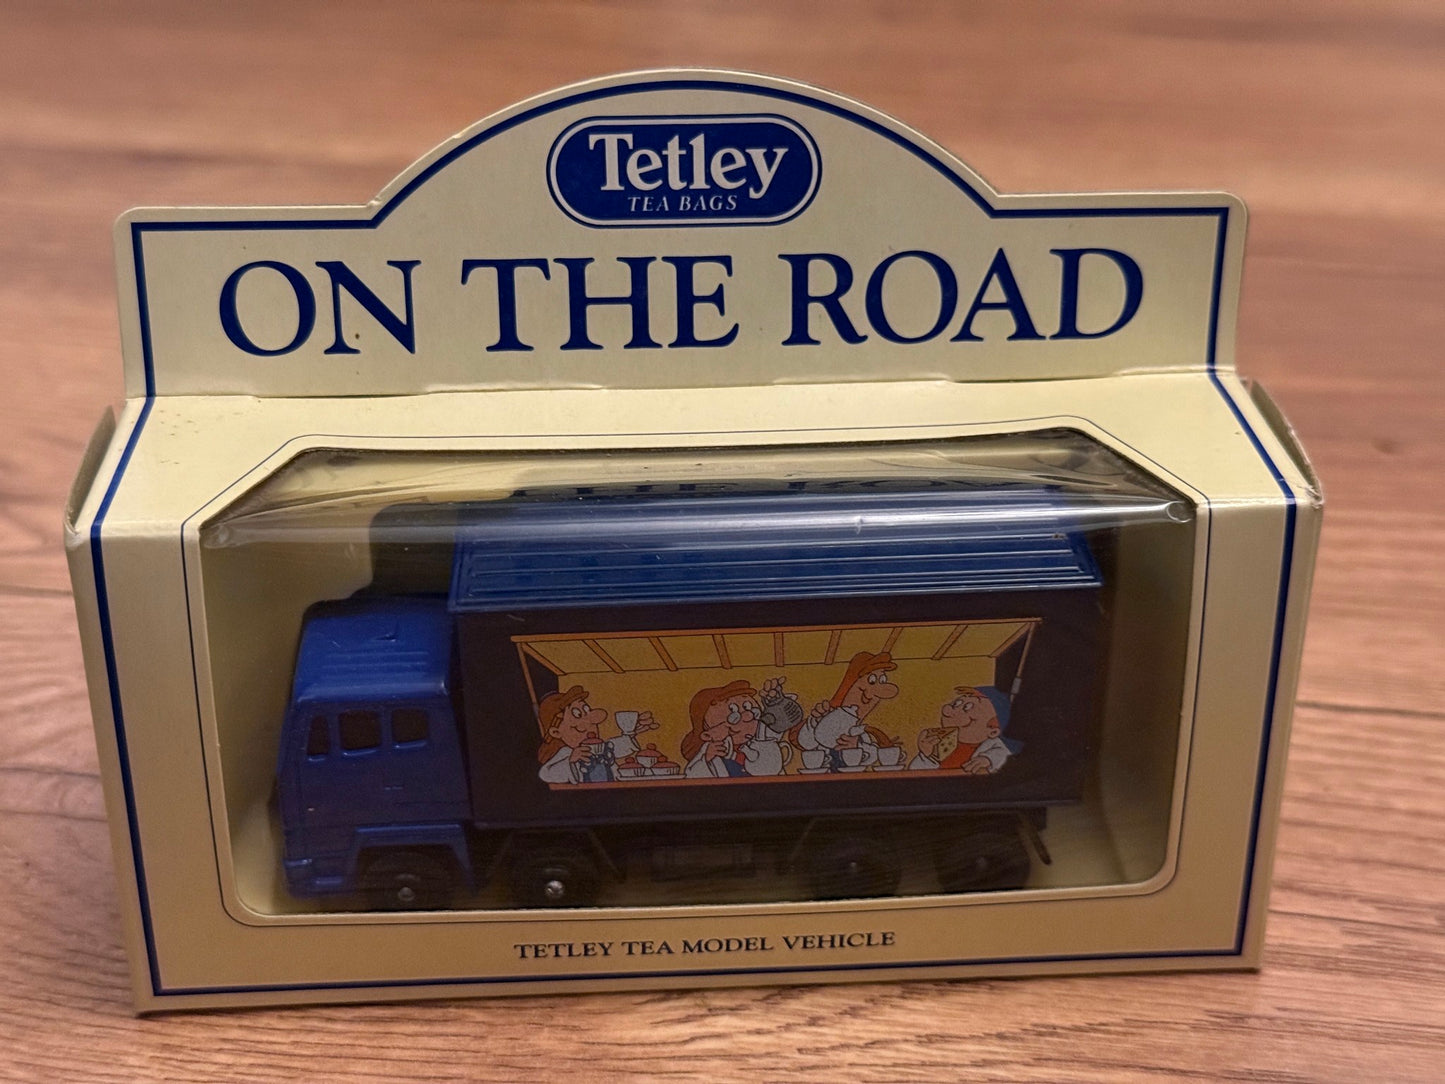 Tetley
TEA BAGS
ON THE ROAD
TETLEY TEA MODEL VEHICLE